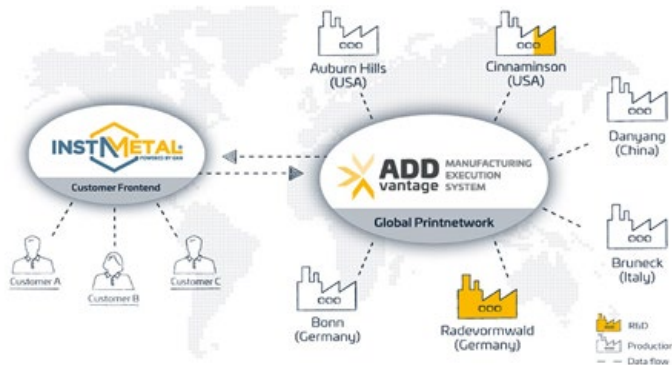 Auburn Hills
(USA)
Cinnaminson
(USA)
Danyang
(China)
INSTMETAL
POWERED BY GKN
Customer Frontend
ADD
vantage
MANUFACTURING
EXECUTION
SYSTEM
Global Printnetwork
Customer A
Customer B
Customer C
Bonn
(Germany)
Radevormwald
(Germany)
Bruneck
(Italy)
R&D
Production
Data flow